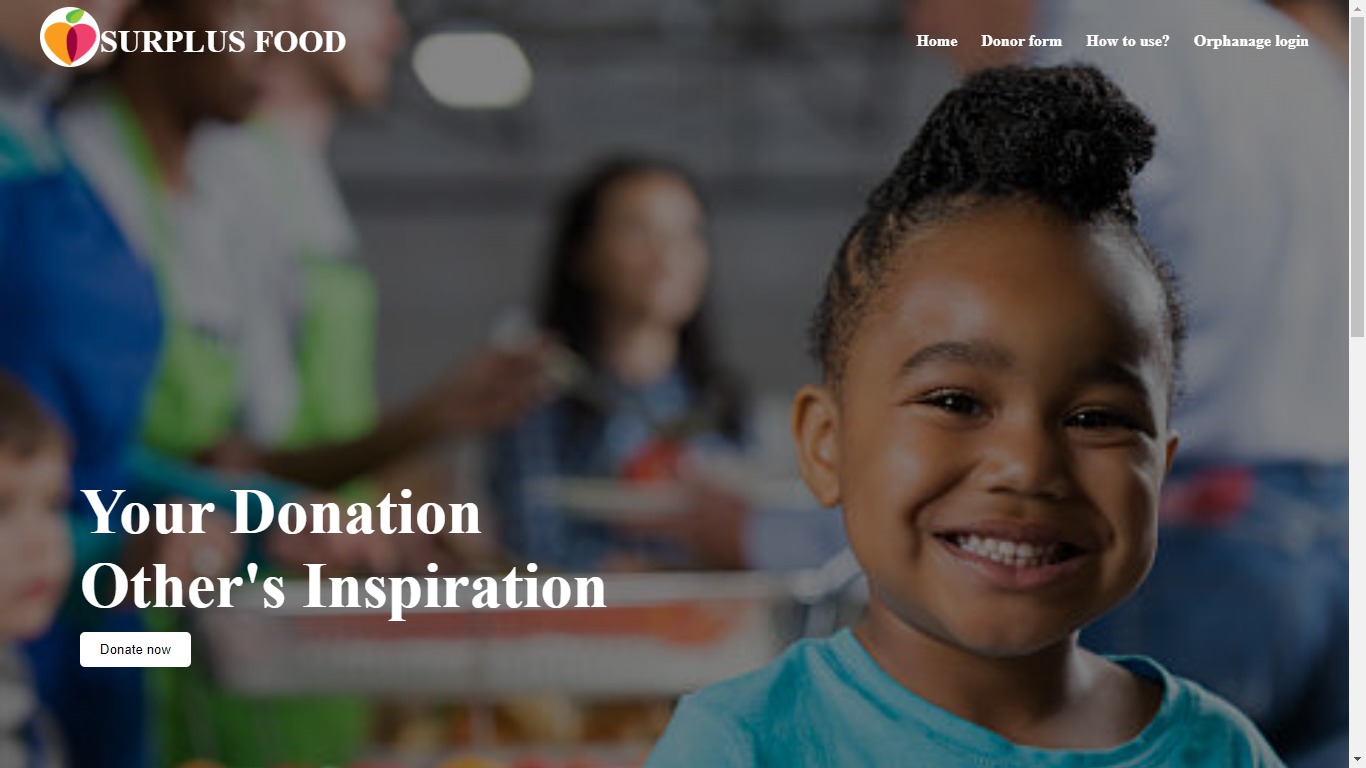 SURPLUS FOOD
Home Donor form How to use? Orphanage login
Your Donation
Other's Inspiration
Donate now